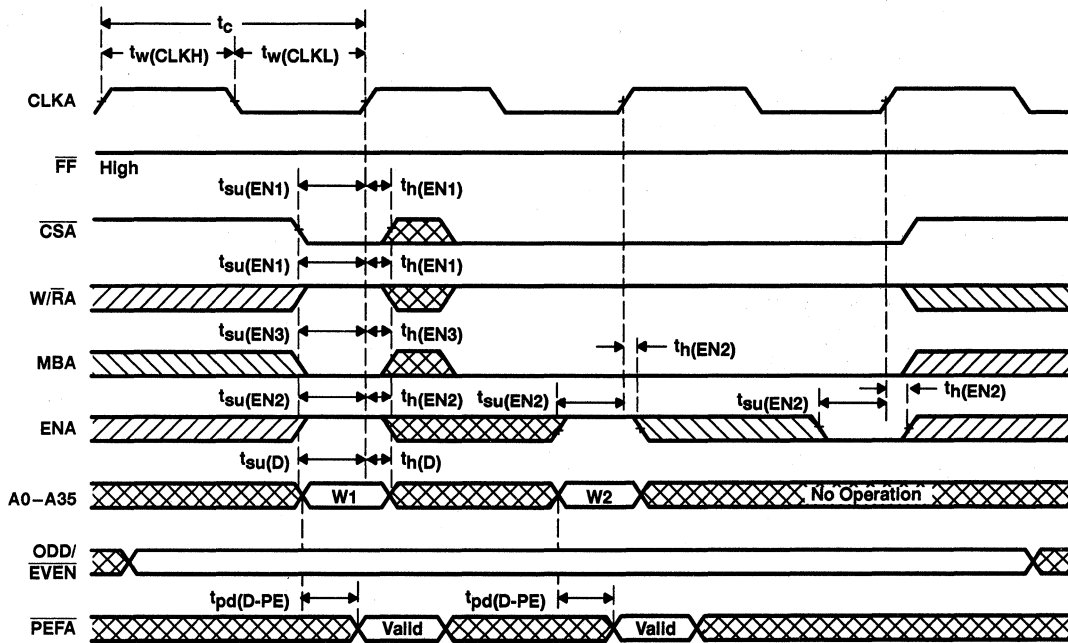 tc
tw(CLKH) tw(CLKL)
CLKA
FF High
tsu(EN1) th(EN1)
CSA
tsu(EN1) th(EN1)
W/RA
tsu(EN3) th(EN3) th(EN2)
MBA
tsu(EN2) th(EN2) tsu(EN2) tsu(EN2) th(EN2)
ENA
tsu(D) th(D)
A0–A35 W1 W2 No Operation
ODD/
EVEN
tpd(D-PE) tpd(D-PE)
PEFA Valid Valid